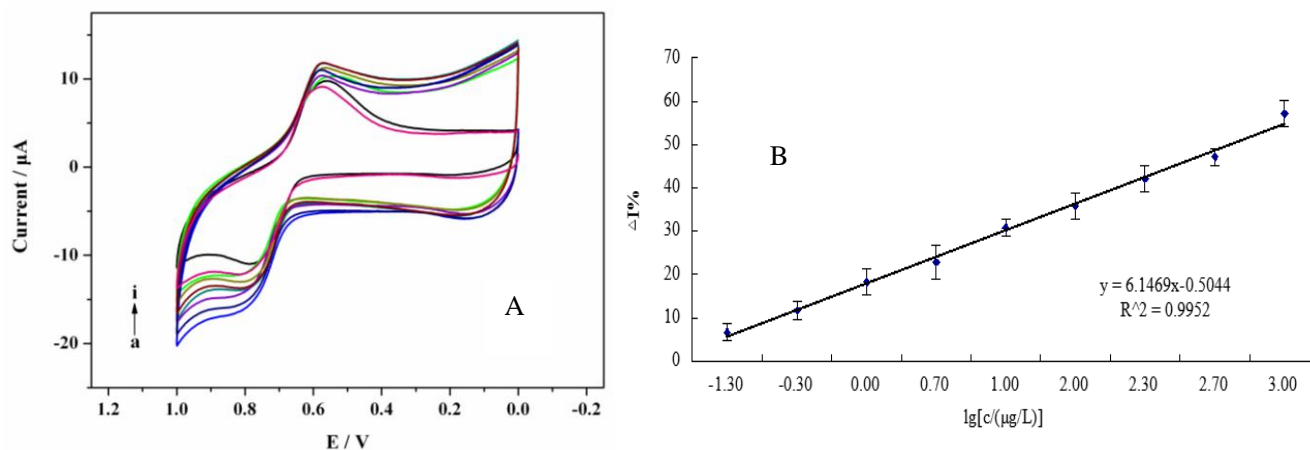 10
0
-10
-20
Current / μA
i
a
A
1.2 1.0 0.8 0.6 0.4 0.2 0.0 -0.2
E / V
70
60
50
40
30
20
10
0
△I%
B
y = 6.1469x-0.5044
R^2 = 0.9952
-1.30 -0.30 0.00 0.70 1.00 2.00 2.30 2.70 3.00
lg[c/(μg/L)]